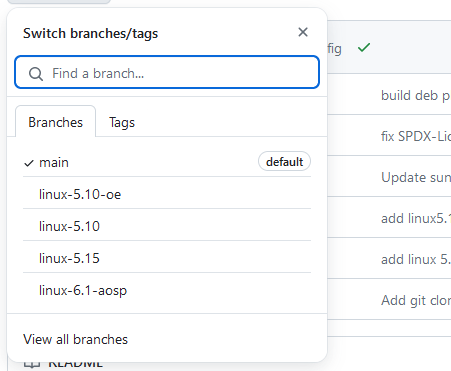 Switch branches/tags
fig
Find a branch...
Branches
Tags
main
default
linux-5.10-oe
linux-5.10
linux-5.15
linux-6.1-aosp
View all branches
build deb p
fix SPDX-Lic
Update sun
add linux5.1
add linux 5.
Add git clon
README